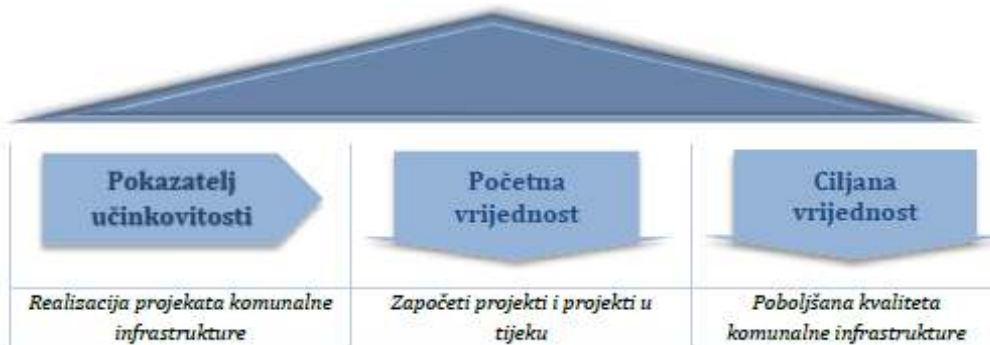 Pokazatelj
učinkovitosti
Početna
vrijednost
Ciljana
vrijednost
Realizacija projekata komunalne
infrastrukture
Započeti projekti i projekti u
tijeku
Poboljšana kvaliteta
komunalne infrastrukture